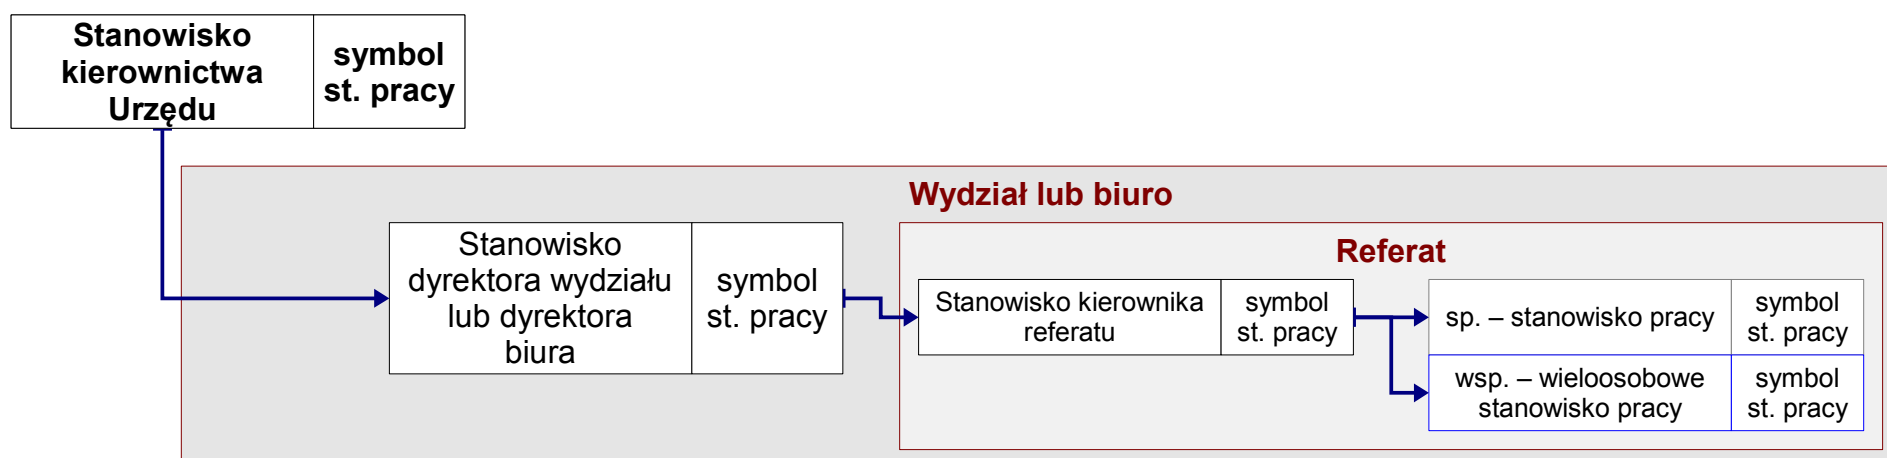 Stanowisko
kierownictwa
Urzędu
symbol
st. pracy
Wydział lub biuro
Stanowisko
dyrektora wydziału
lub dyrektora
biura
symbol
st. pracy
Referat
Stanowisko kierownika
referatu
symbol
st. pracy
sp. – stanowisko pracy
symbol
st. pracy
wsp. – wieloosobowe
stanowisko pracy
symbol
st. pracy